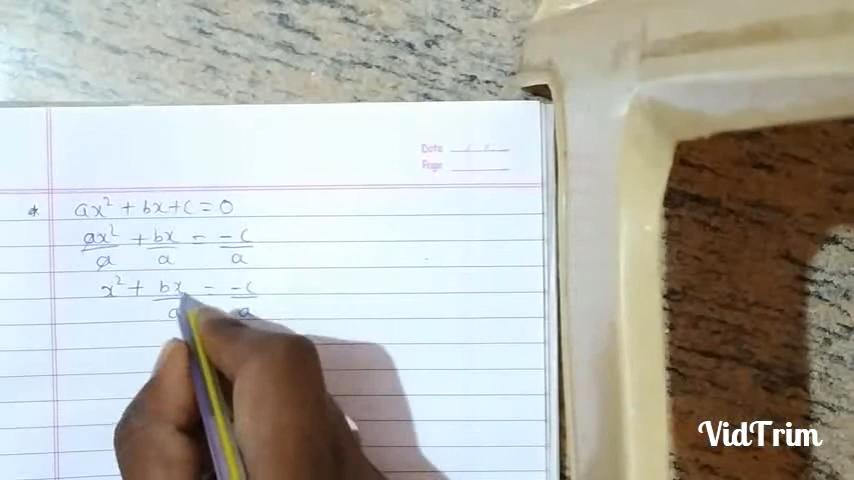 Date
Page
* ax² + bx + c = 0
ax²/a + bx/a = -c/a
x² + bx/a = -c/a
VidTrim